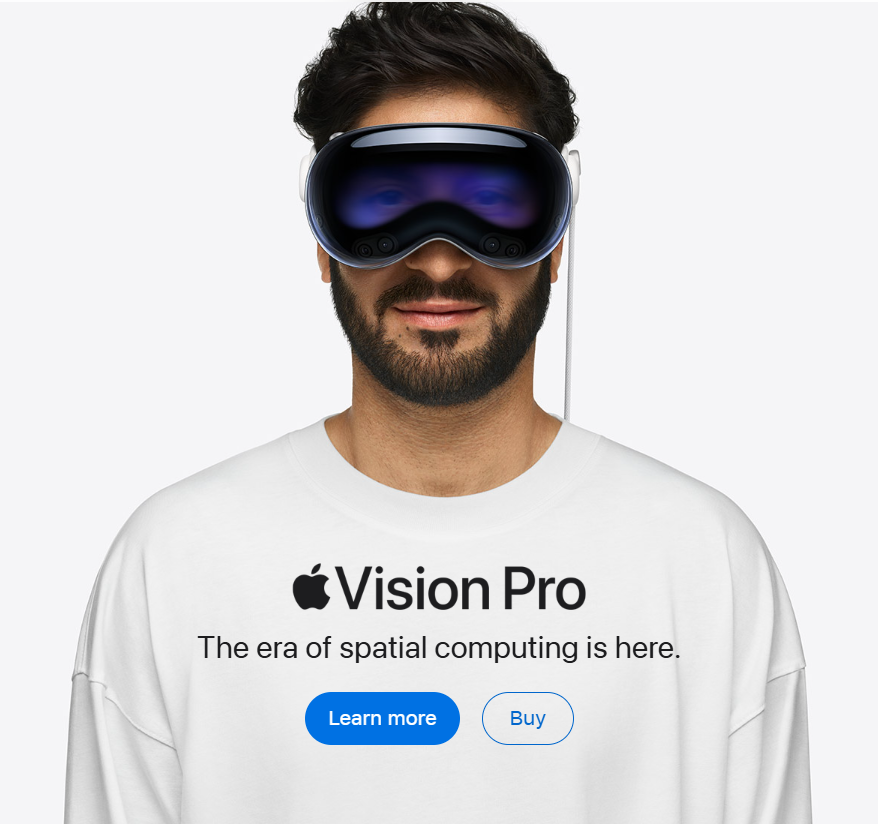 Vision Pro
The era of spatial computing is here.
Learn more
Buy